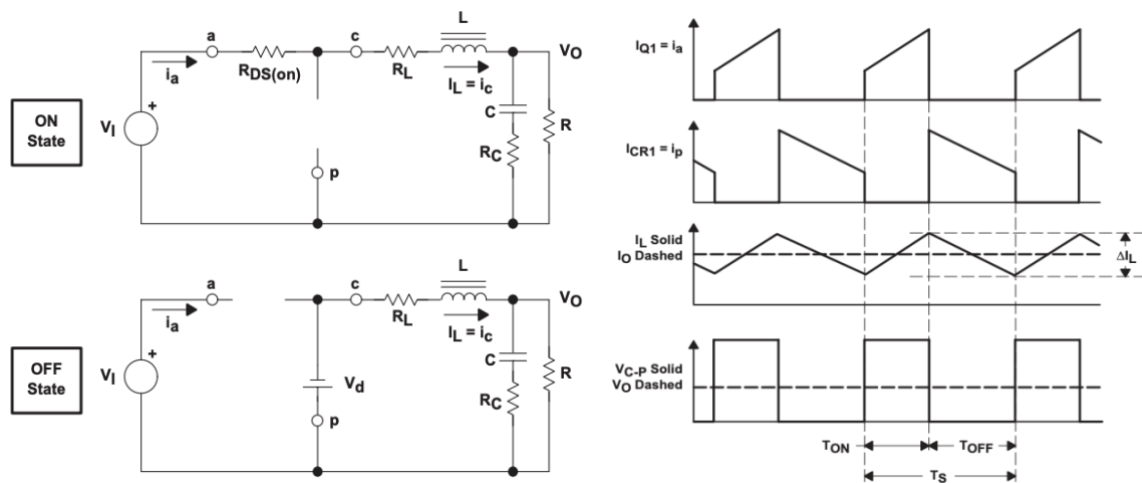 ON
State
V_I
+
a
i_a
R_DS(on)
p
c
R_L
L
I_L = i_c
C
R_C
V_O
R
OFF
State
V_I
+
a
i_a
V_d
p
c
R_L
L
I_L = i_c
C
R_C
V_O
R
I_Q1 = i_a
I_CR1 = i_p
I_L Solid
I_O Dashed
ΔI_L
V_C-P Solid
V_O Dashed
T_ON
T_OFF
T_S